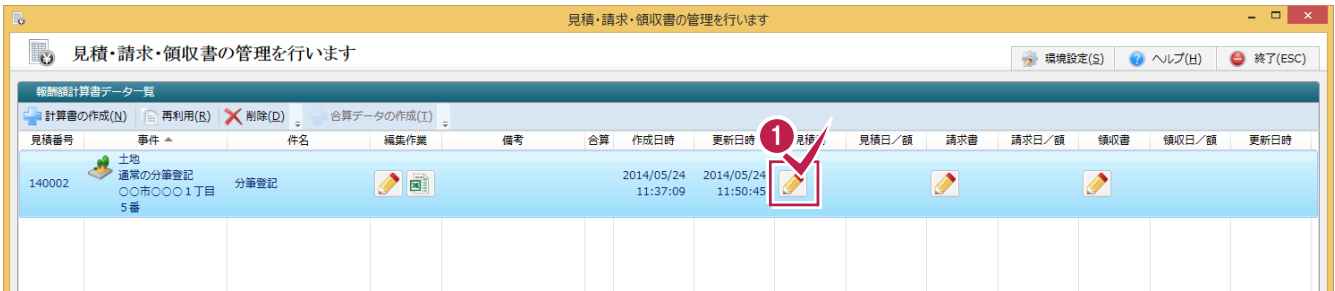 見積・請求・領収書の管理を行います
見積・請求・領収書の管理を行います
環境設定(S) ヘルプ(H) 終了(ESC)
報酬額計算書データ一覧
計算書の作成(N) 再利用(R) 削除(D) 合算データの作成(I)
見積番号 事件 件名 編集作業 備考 合算 作成日時 更新日時 1 見積 見積日/額 請求書 請求日/額 領収書 領収日/額 更新日時
土地
通常の分筆登記
○○市○○○1丁目
5番
140002
分筆登記
2014/05/24
11:37:09
2014/05/24
11:50:45